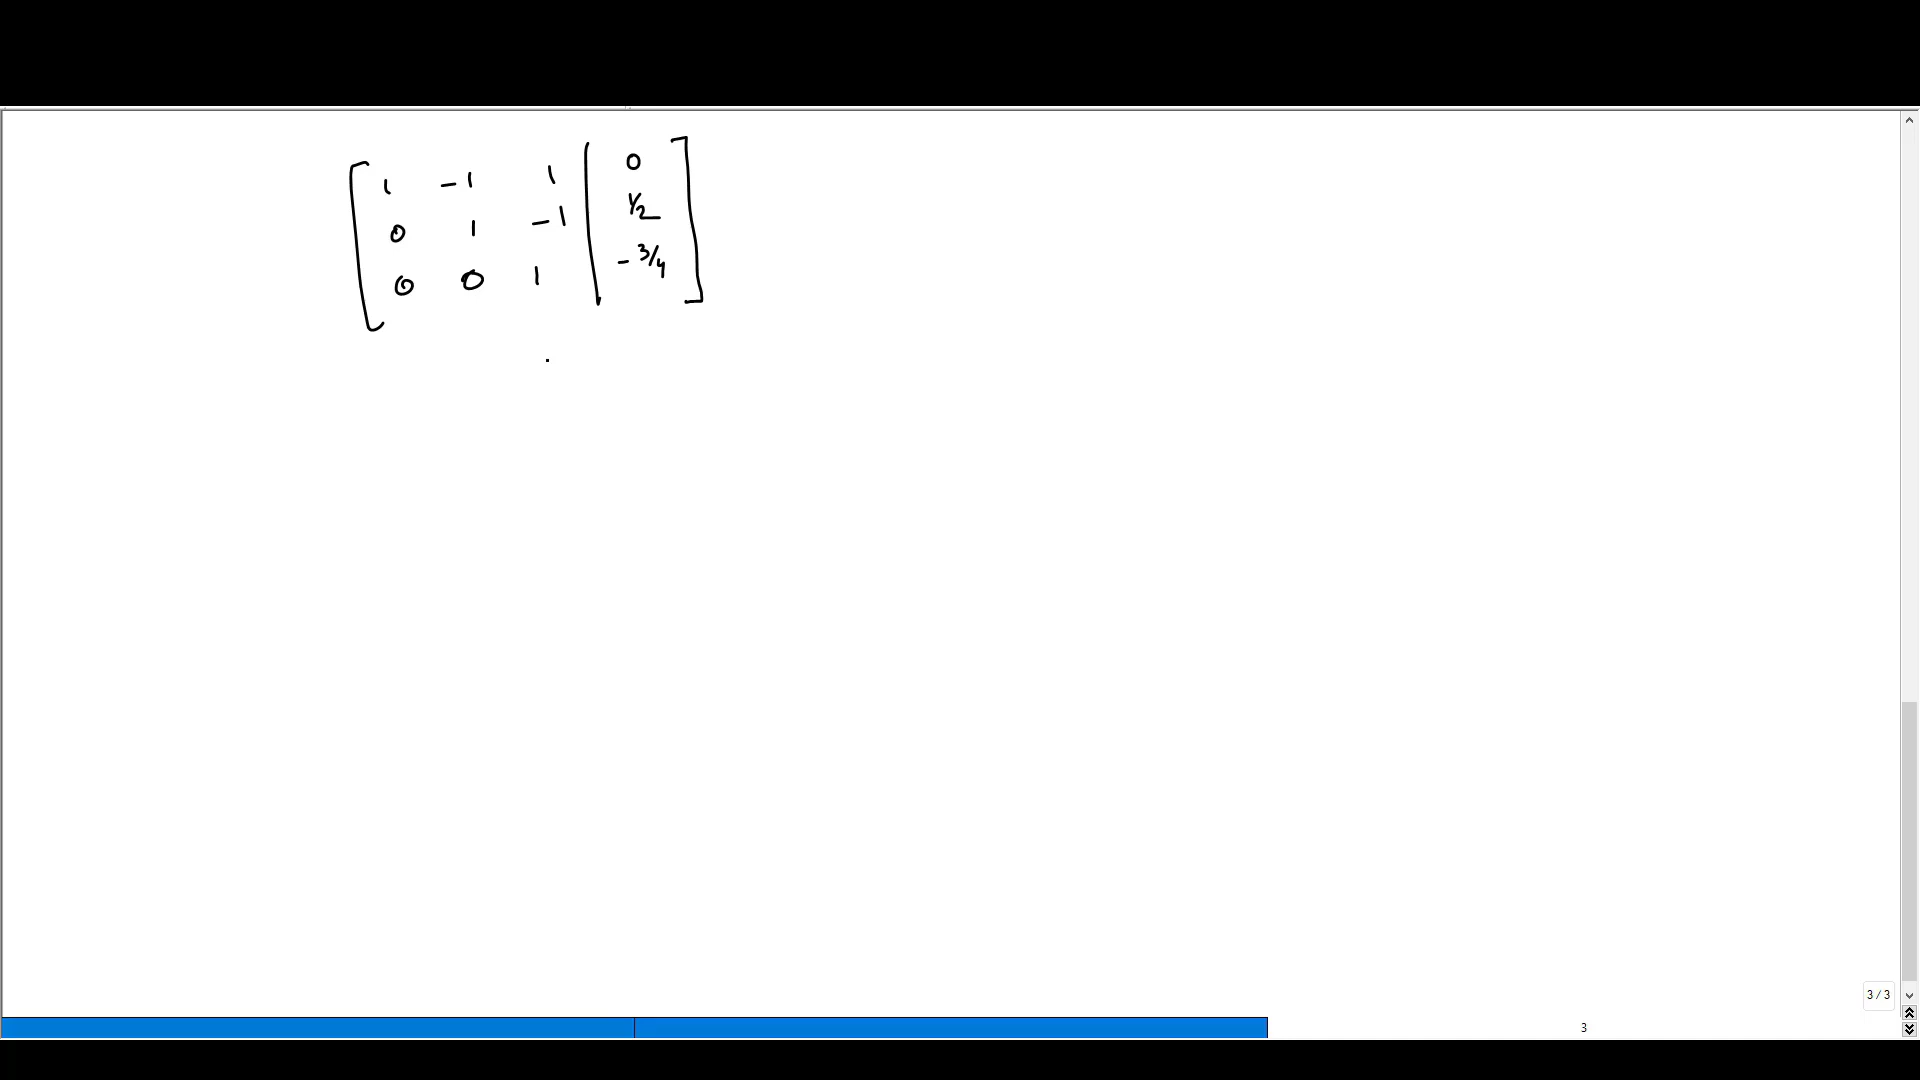 1 -1 1 | 0
0 1 -1 | 1/2
0 0 1 | -3/4
3 / 3
3